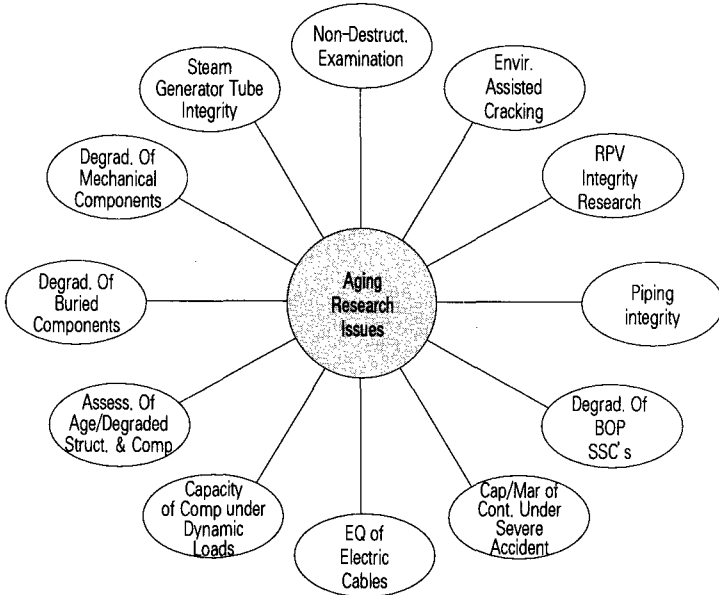 Non-Destruct.
Examination
Envir.
Assisted
Cracking
RPV
Integrity
Research
Piping
integrity
Degrad. Of
BOP
SSC's
Cap/Mar of
Cont. Under
Severe
Accident
EQ of
Electric
Cables
Capacity
of Comp under
Dynamic
Loads
Assess. Of
Age/Degraded
Struct. & Comp
Degrad. Of
Buried
Components
Degrad. Of
Mechanical
Components
Steam
Generator Tube
Integrity
Aging
Research
Issues